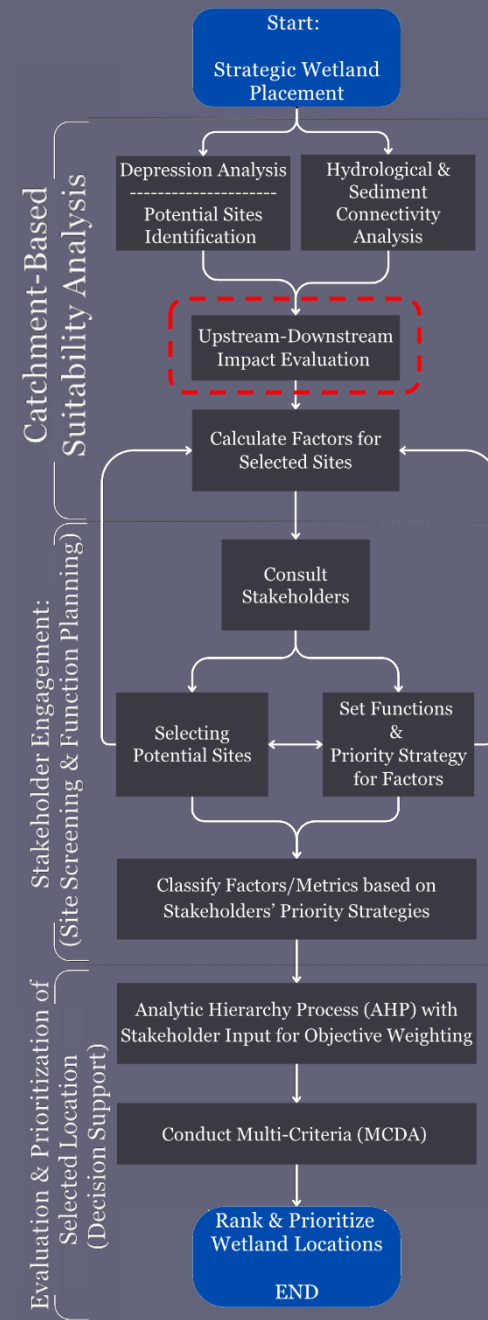 Start:
Strategic Wetland
Placement
Catchment-Based
Suitability Analysis
Depression Analysis
---------------------
Potential Sites
Identification
Hydrological &
Sediment
Connectivity
Analysis
Upstream-Downstream
Impact Evaluation
Calculate Factors for
Selected Sites
Stakeholder Engagement:
(Site Screening & Function Planning)
Consult
Stakeholders
Selecting
Potential Sites
Set Functions
&
Priority Strategy
for Factors
Classify Factors/Metrics based on
Stakeholders’ Priority Strategies
Evaluation & Prioritization of
Selected Location
(Decision Support)
Analytic Hierarchy Process (AHP) with
Stakeholder Input for Objective Weighting
Conduct Multi-Criteria (MCDA)
Rank & Prioritize
Wetland Locations
END